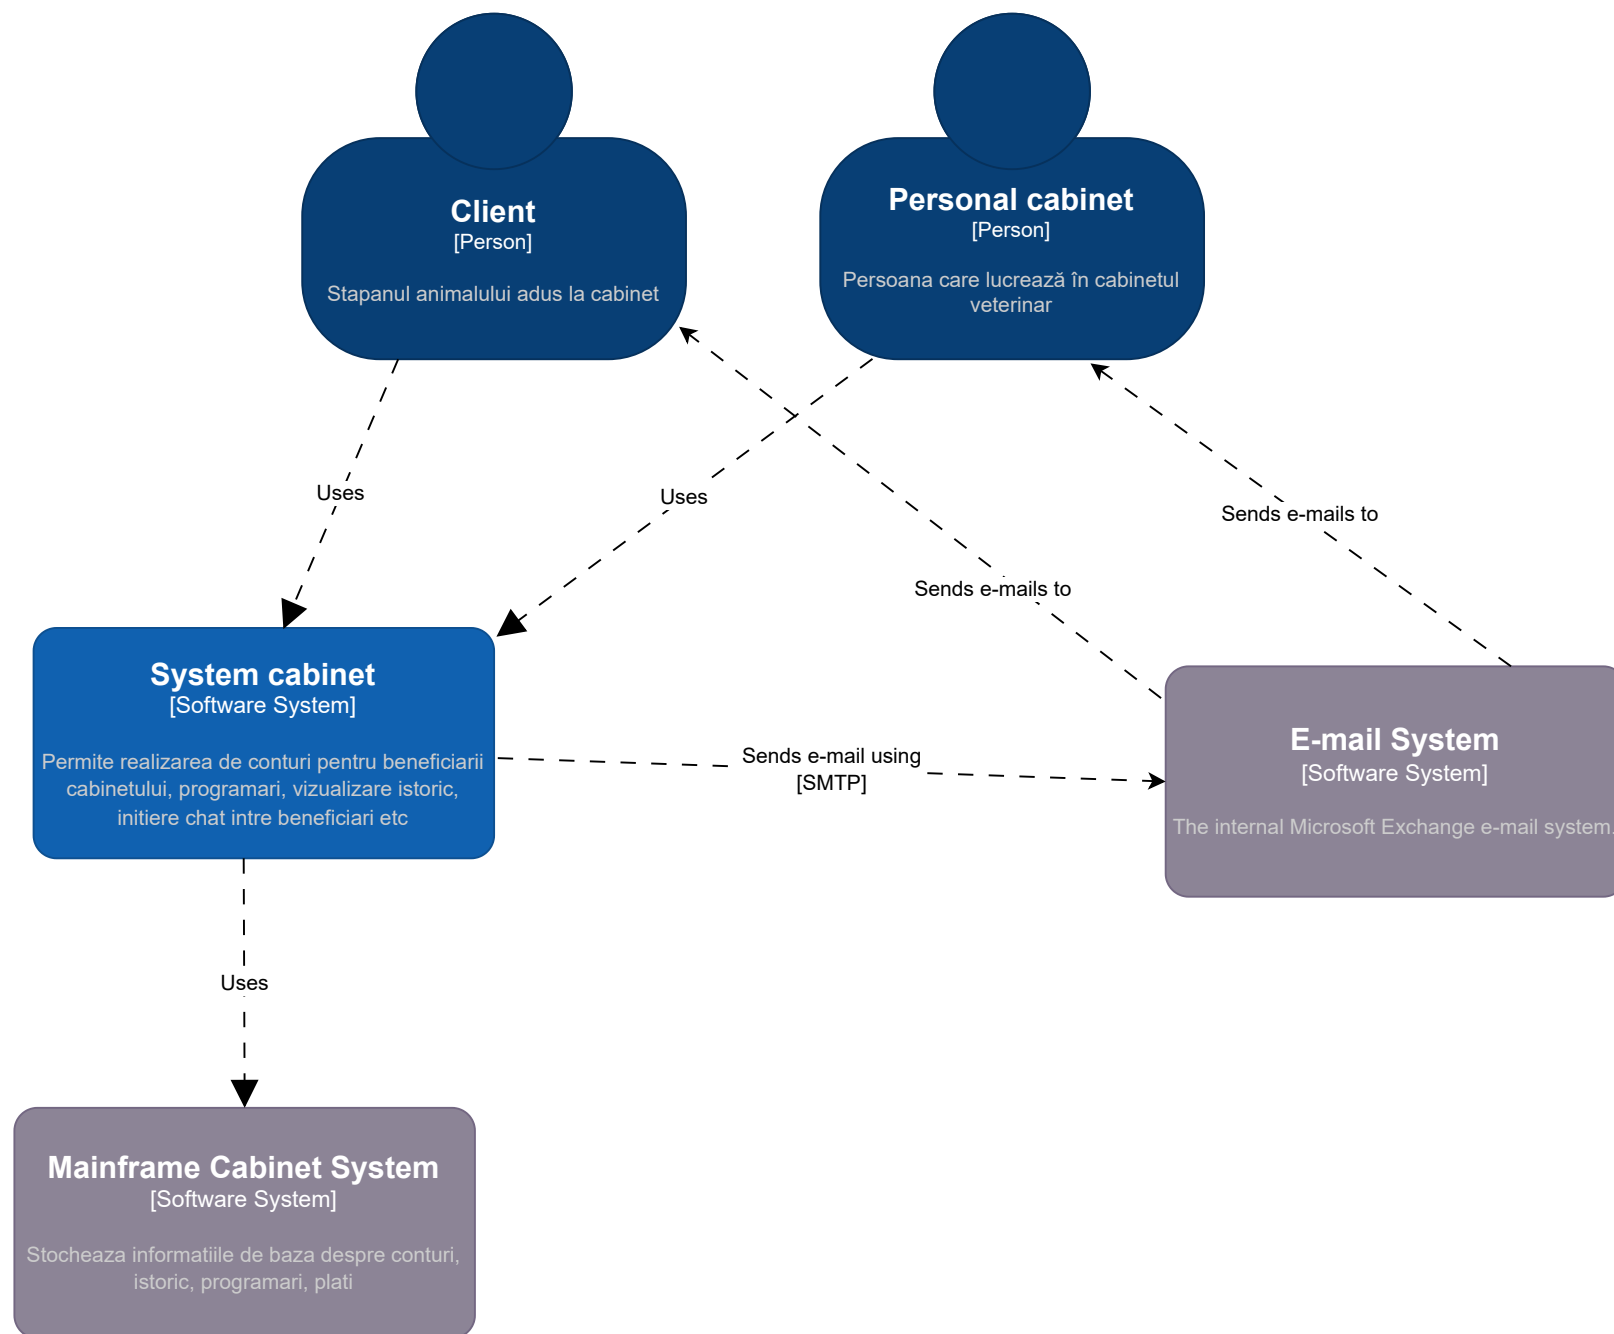 Client
[Person]
Stapanul animalului adus la cabinet
Personal cabinet
[Person]
Persoana care lucrează în cabinetul
veterinar
Uses
Uses
Sends e-mails to
Sends e-mails to
System cabinet
[Software System]
Permite realizarea de conturi pentru beneficiarii
cabinetului, programari, vizualizare istoric,
initiere chat intre beneficiari etc
Sends e-mail using
[SMTP]
E-mail System
[Software System]
The internal Microsoft Exchange e-mail system.
Uses
Mainframe Cabinet System
[Software System]
Stocheaza informatiile de baza despre conturi,
istoric, programari, plati